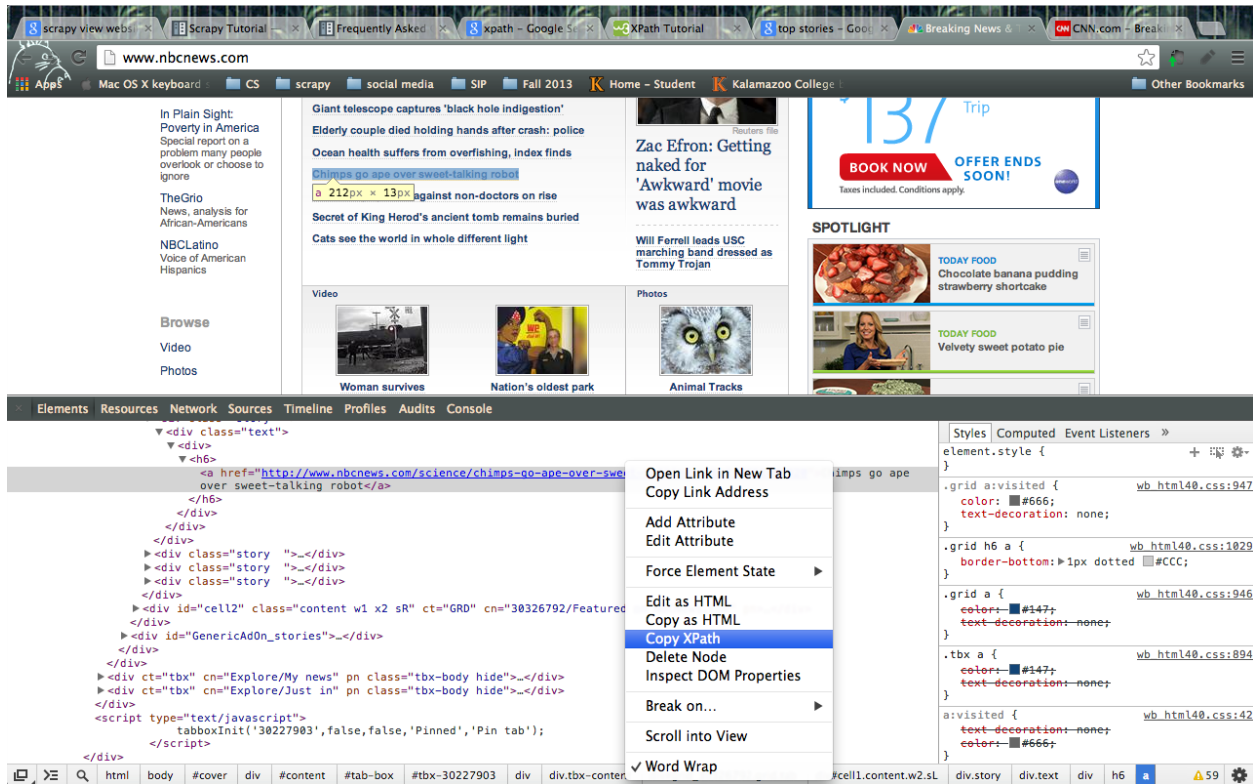 scrapy view websi
Scrapy Tutorial —
Frequently Asked
xpath - Google Se
XPath Tutorial
top stories - Goog
Breaking News &
CNN.com - Breaki
www.nbcnews.com
Apps
Mac OS X keyboard s
CS
scrapy
social media
SIP
Fall 2013
Home - Student
Kalamazoo College
Other Bookmarks
In Plain Sight:
Poverty in America
Special report on a
problem many people
overlook or choose to
ignore
TheGrio
News, analysis for
African-Americans
NBCLatino
Voice of American
Hispanics
Browse
Video
Photos
Giant telescope captures 'black hole indigestion'
Elderly couple died holding hands after crash: police
Ocean health suffers from overfishing, index finds
Chimps go ape over sweet-talking robot
a 212px × 13px
against non-doctors on rise
Secret of King Herod's ancient tomb remains buried
Cats see the world in whole different light
Video
Woman survives
Nation's oldest park
Reuters file
Zac Efron: Getting
naked for
'Awkward' movie
was awkward
Will Ferrell leads USC
marching band dressed as
Tommy Trojan
Photos
Animal Tracks
$137
Trip
BOOK NOW
OFFER ENDS
SOON!
Taxes included. Conditions apply.
oneworld
SPOTLIGHT
TODAY FOOD
Chocolate banana pudding
strawberry shortcake
TODAY FOOD
Velvety sweet potato pie
× Elements Resources Network Sources Timeline Profiles Audits Console
▼<div class="text">
▼<div>
▼<h6>
<a href="http://www.nbcnews.com/science/chimps-go-ape-over-swee
imps go ape
over sweet-talking robot</a>
</h6>
</div>
</div>
</div>
▶<div class="story  ">…</div>
▶<div class="story  ">…</div>
▶<div class="story  ">…</div>
</div>
▶<div id="cell2" class="content w1 x2 sR" ct="GRD" cn="30326792/Featured
</div>
▶<div id="GenericAdOn_stories">…</div>
</div>
</div>
▶<div ct="tbx" cn="Explore/My news" pn class="tbx-body hide">…</div>
▶<div ct="tbx" cn="Explore/Just in" pn class="tbx-body hide">…</div>
</div>
<script type="text/javascript">
tabboxInit('30227903',false,false,'Pinned','Pin tab');
</script>
</div>
Open Link in New Tab
Copy Link Address
Add Attribute
Edit Attribute
Force Element State ▶
Edit as HTML
Copy as HTML
Copy XPath
Delete Node
Inspect DOM Properties
Break on... ▶
Scroll into View
✓ Word Wrap
Styles Computed Event Listeners »
element.style {
}
.grid a:visited { wb_html40.css:947
color: #666;
text-decoration: none;
}
.grid h6 a { wb_html40.css:1029
border-bottom:▶1px dotted #CCC;
}
.grid a { wb_html40.css:946
color: #147;
text-decoration: none;
}
.tbx a { wb_html40.css:894
color: #147;
text-decoration: none;
}
a:visited { wb_html40.css:42
text-decoration: none;
color: #666;
}
html body #cover div #content #tab-box #tbx-30227903 div div.tbx-conten #cell1.content.w2.sL div.story div.text div h6 a 59